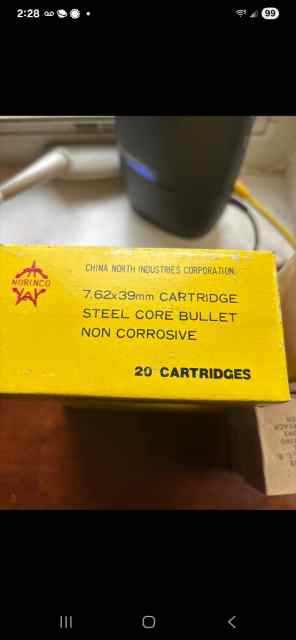 2:28
99
CHINA NORTH INDUSTRIES CORPORATION
NORINCO
7.62x39mm CARTRIDGE
STEEL CORE BULLET
NON CORROSIVE
20 CARTRIDGES